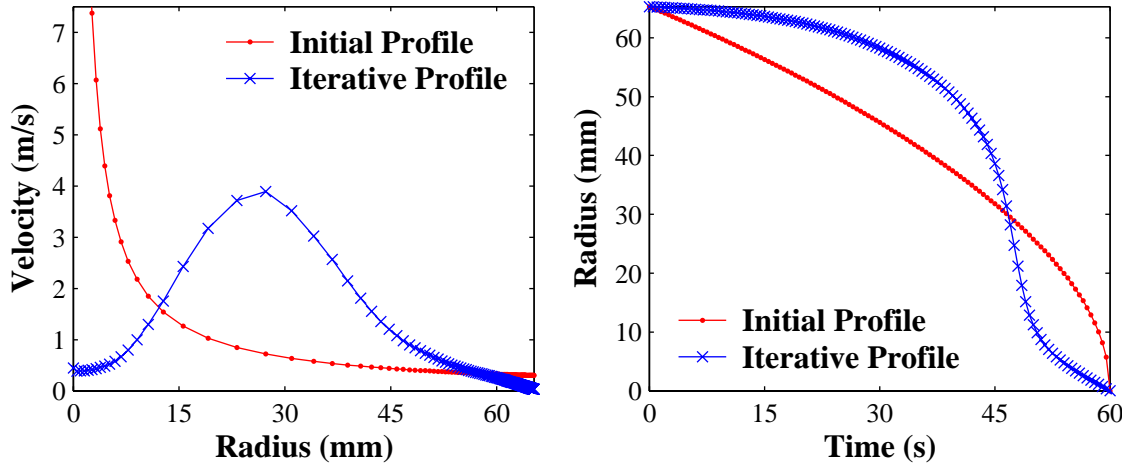 7
6
5
4
3
2
1
0
Velocity (m/s)
Initial Profile
Iterative Profile
0 15 30 45 60
Radius (mm)
60
50
40
30
20
10
0
Radius (mm)
Initial Profile
Iterative Profile
0 15 30 45 60
Time (s)